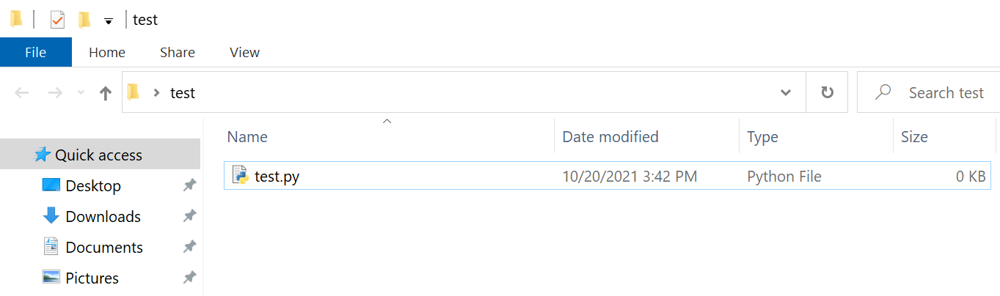 test
File Home Share View
test Search test
Name Date modified Type Size
Quick access
test.py 10/20/2021 3:42 PM Python File 0 KB
Desktop
Downloads
Documents
Pictures